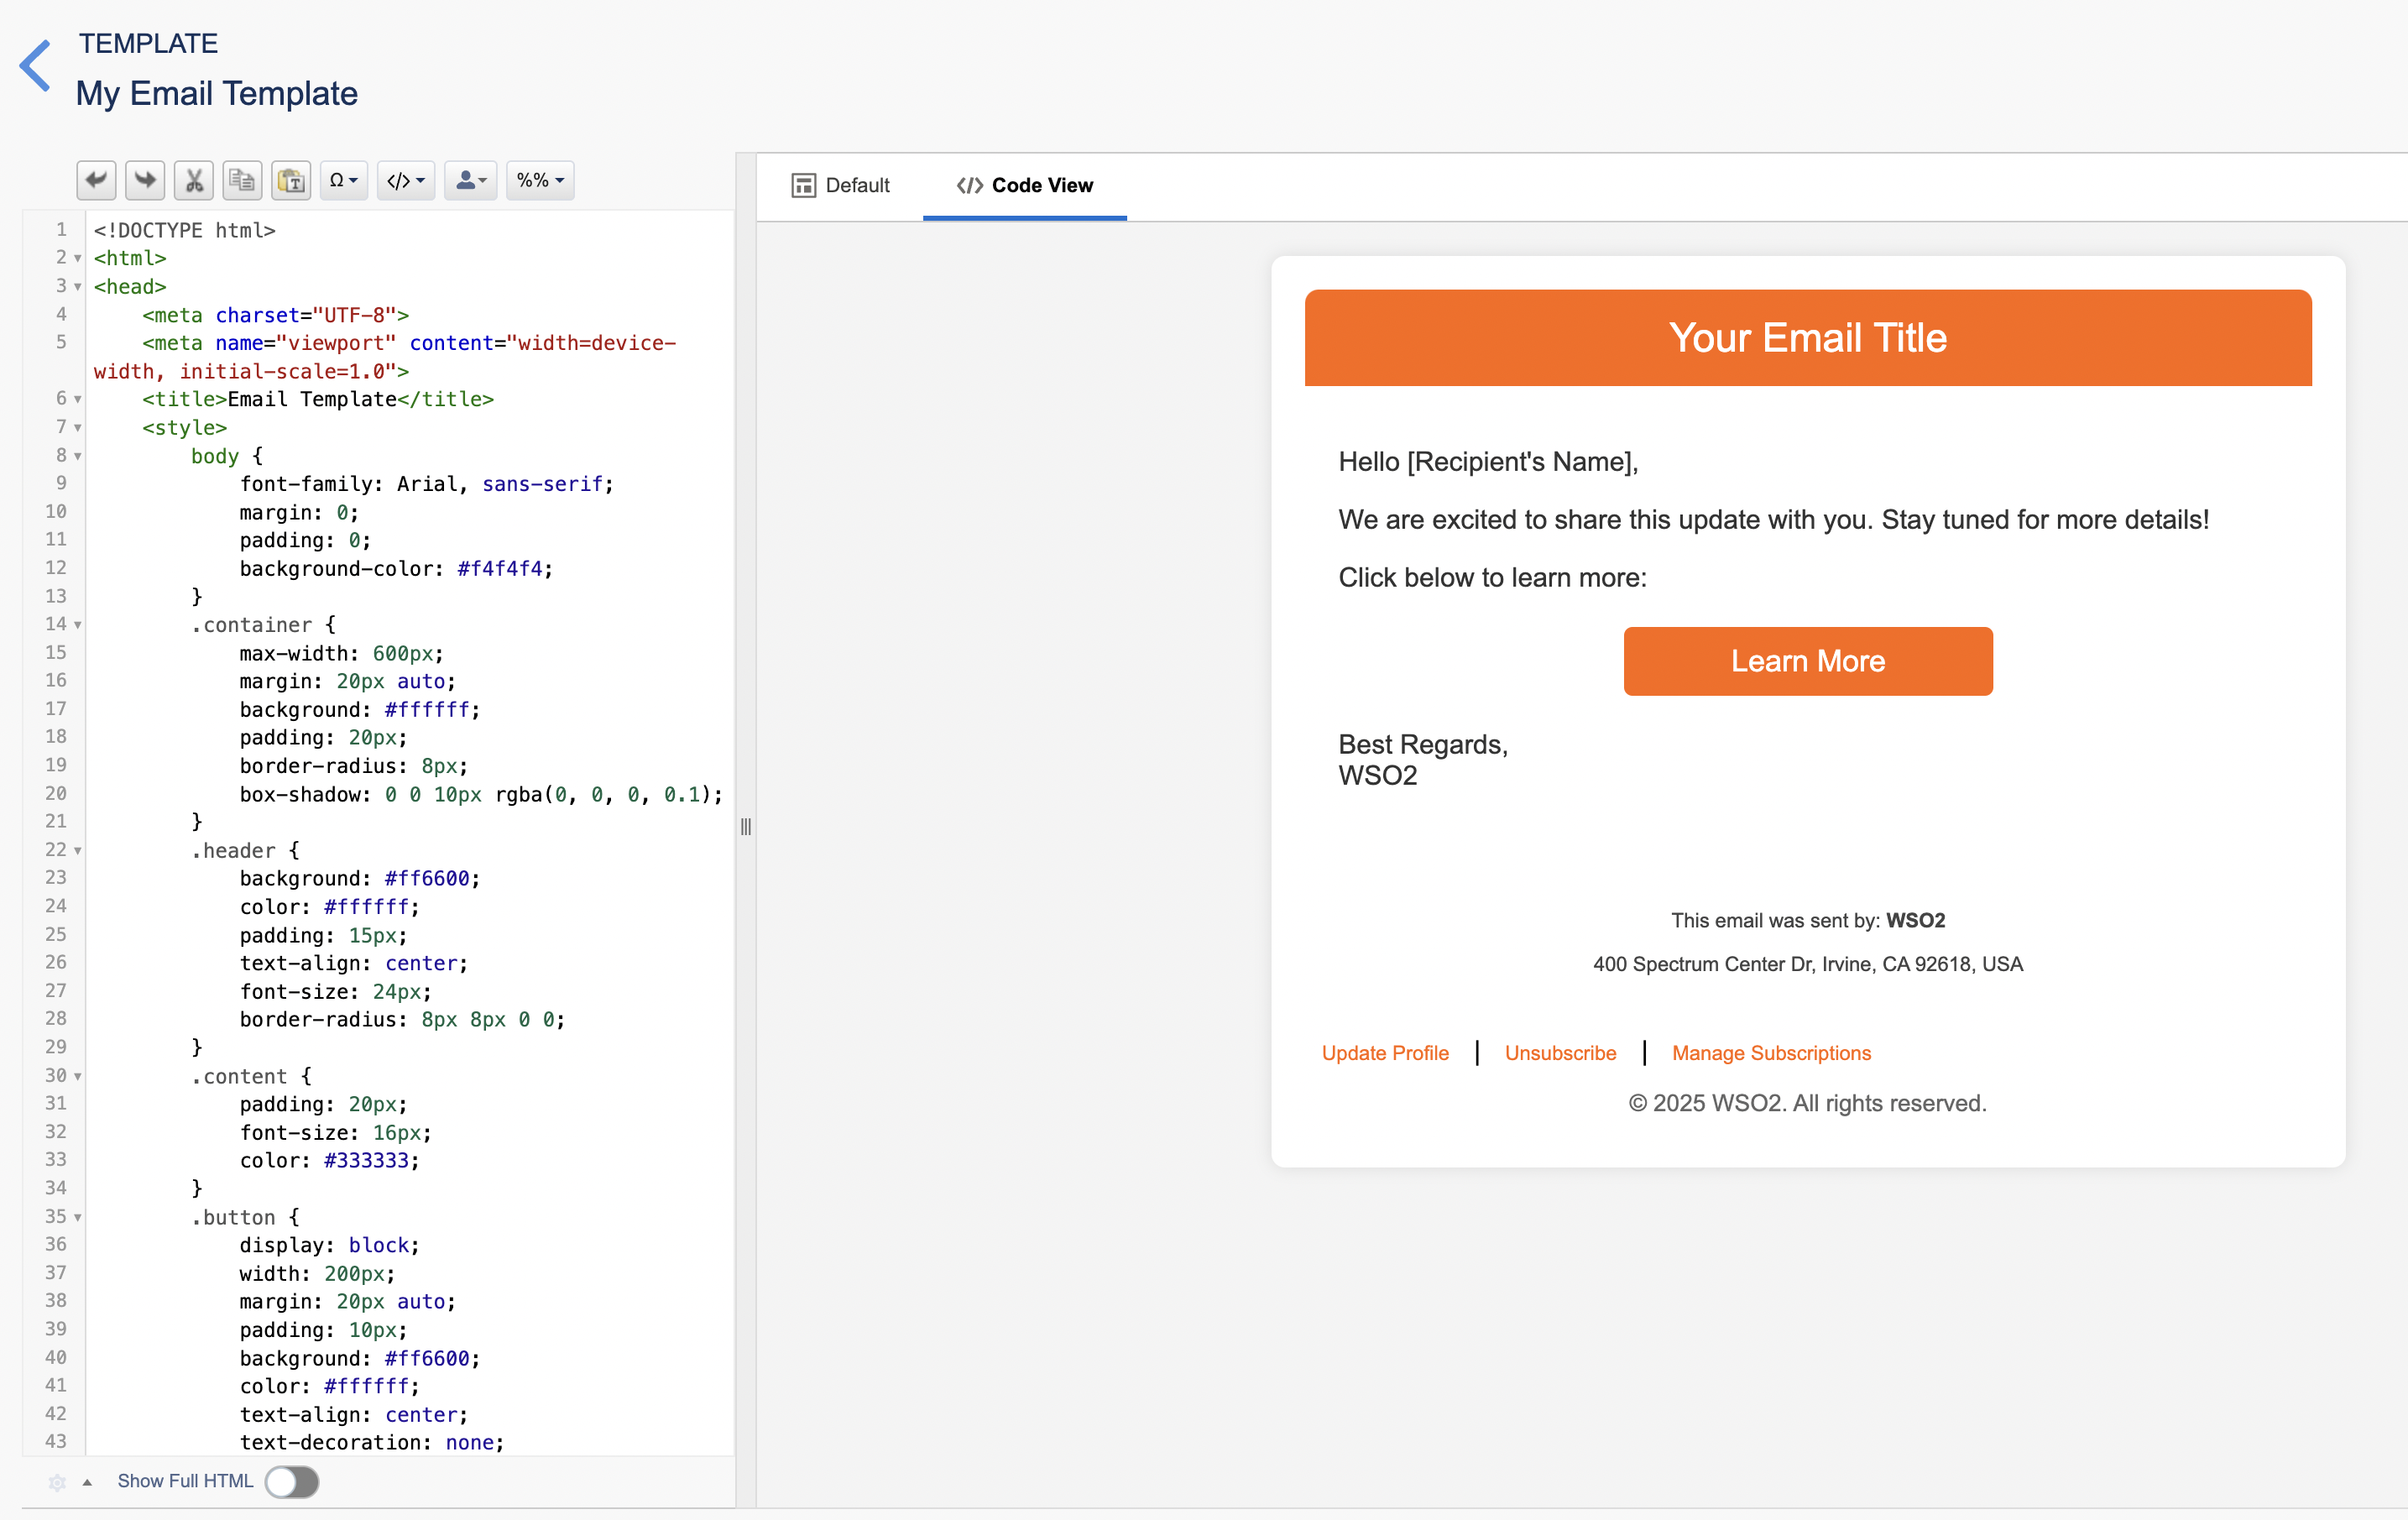 TEMPLATE
My Email Template
Ω
</>
%%
Default
</> Code View
1 <!DOCTYPE html>
2 <html>
3 <head>
4 <meta charset="UTF-8">
5 <meta name="viewport" content="width=device-
width, initial-scale=1.0">
6 <title>Email Template</title>
7 <style>
8 body {
9 font-family: Arial, sans-serif;
10 margin: 0;
11 padding: 0;
12 background-color: #f4f4f4;
13 }
14 .container {
15 max-width: 600px;
16 margin: 20px auto;
17 background: #ffffff;
18 padding: 20px;
19 border-radius: 8px;
20 box-shadow: 0 0 10px rgba(0, 0, 0, 0.1);
21 }
22 .header {
23 background: #ff6600;
24 color: #ffffff;
25 padding: 15px;
26 text-align: center;
27 font-size: 24px;
28 border-radius: 8px 8px 0 0;
29 }
30 .content {
31 padding: 20px;
32 font-size: 16px;
33 color: #333333;
34 }
35 .button {
36 display: block;
37 width: 200px;
38 margin: 20px auto;
39 padding: 10px;
40 background: #ff6600;
41 color: #ffffff;
42 text-align: center;
43 text-decoration: none;
Show Full HTML
Your Email Title
Hello [Recipient's Name],
We are excited to share this update with you. Stay tuned for more details!
Click below to learn more:
Learn More
Best Regards,
WSO2
This email was sent by: WSO2
400 Spectrum Center Dr, Irvine, CA 92618, USA
Update Profile | Unsubscribe | Manage Subscriptions
© 2025 WSO2. All rights reserved.